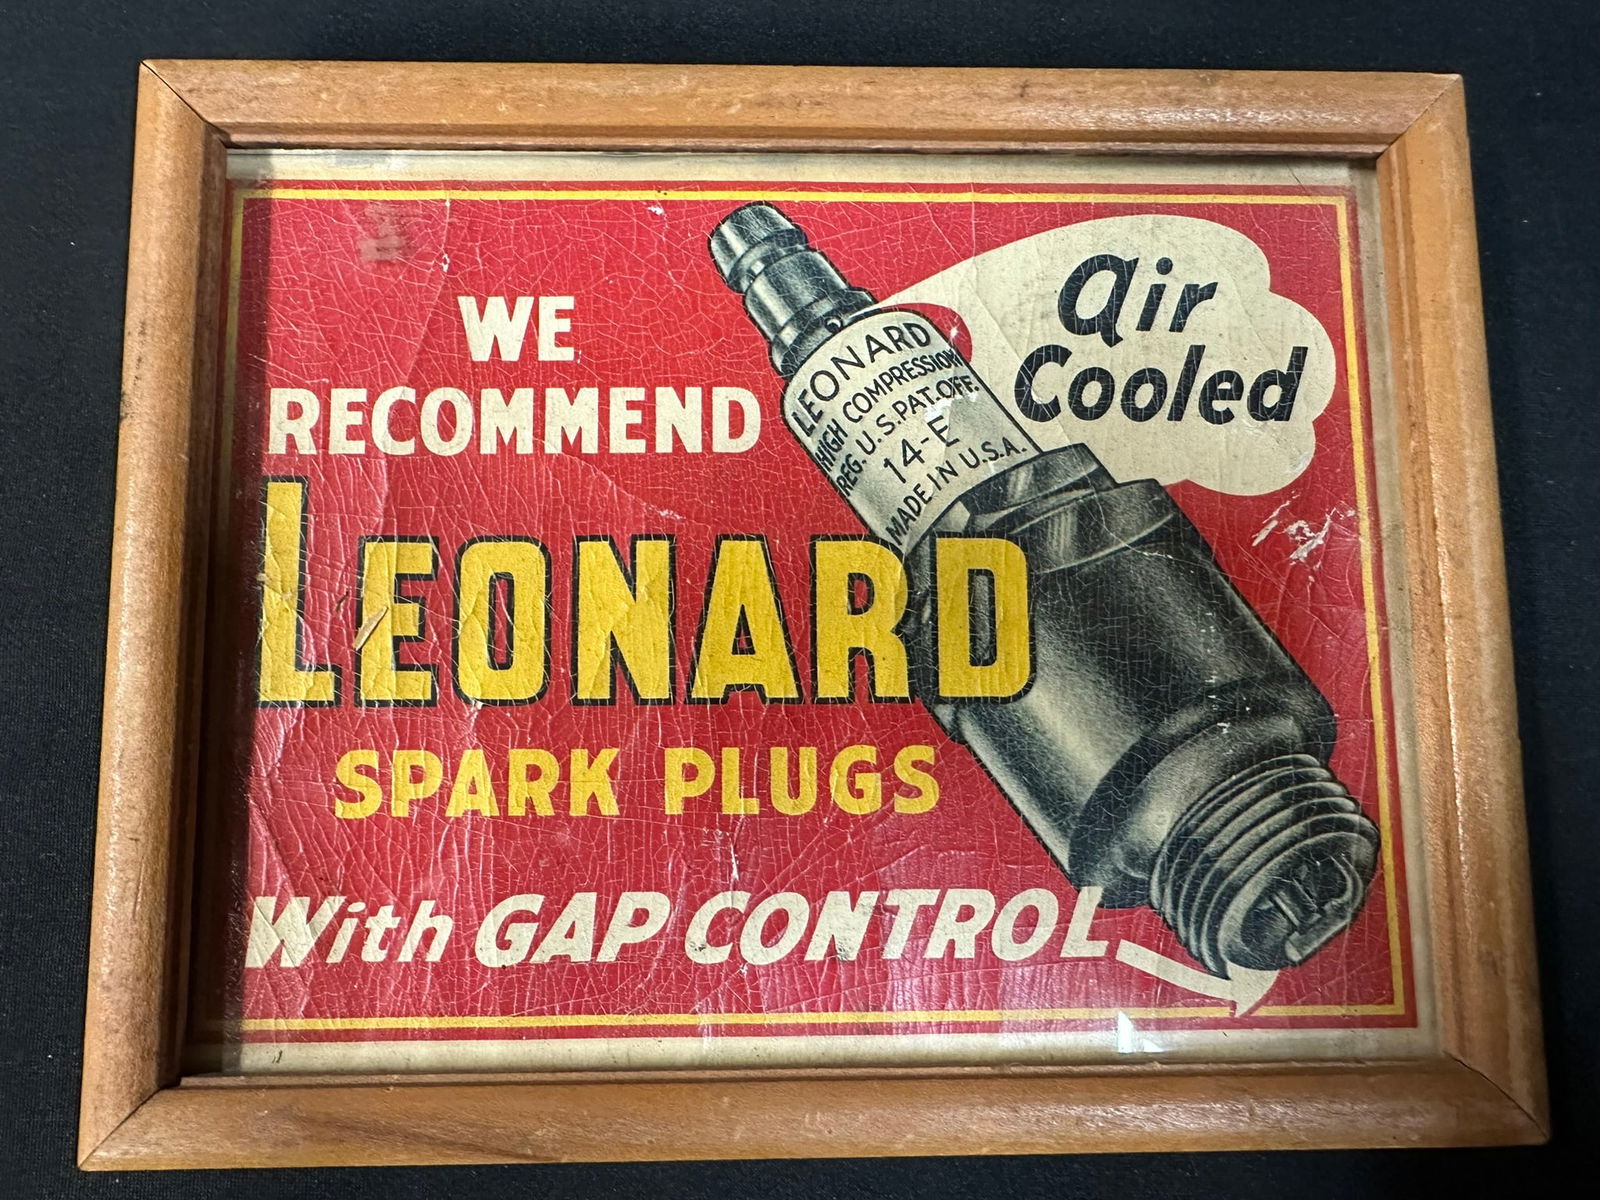 WE
RECOMMEND
LEONARD
SPARK PLUGS
With GAP CONTROL
air
Cooled
LEONARD
HIGH COMPRESSION
REG. U.S. PAT. OFF.
14-E
MADE IN U.S.A.